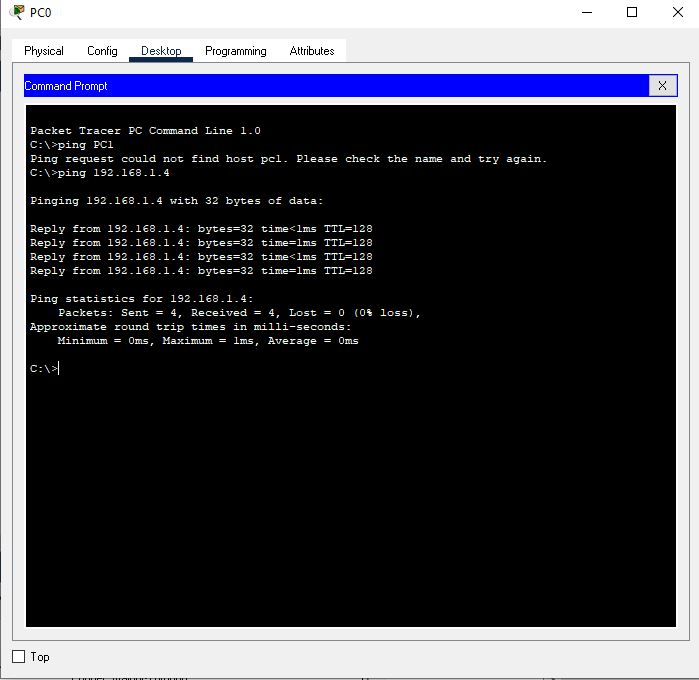 PC0
Physical Config Desktop Programming Attributes
Command Prompt
X
Packet Tracer PC Command Line 1.0
C:\>ping PC1
Ping request could not find host pc1. Please check the name and try again.
C:\>ping 192.168.1.4
Pinging 192.168.1.4 with 32 bytes of data:
Reply from 192.168.1.4: bytes=32 time<1ms TTL=128
Reply from 192.168.1.4: bytes=32 time=1ms TTL=128
Reply from 192.168.1.4: bytes=32 time<1ms TTL=128
Reply from 192.168.1.4: bytes=32 time=1ms TTL=128
Ping statistics for 192.168.1.4:
Packets: Sent = 4, Received = 4, Lost = 0 (0% loss),
Approximate round trip times in milli-seconds:
Minimum = 0ms, Maximum = 1ms, Average = 0ms
C:\>
Top